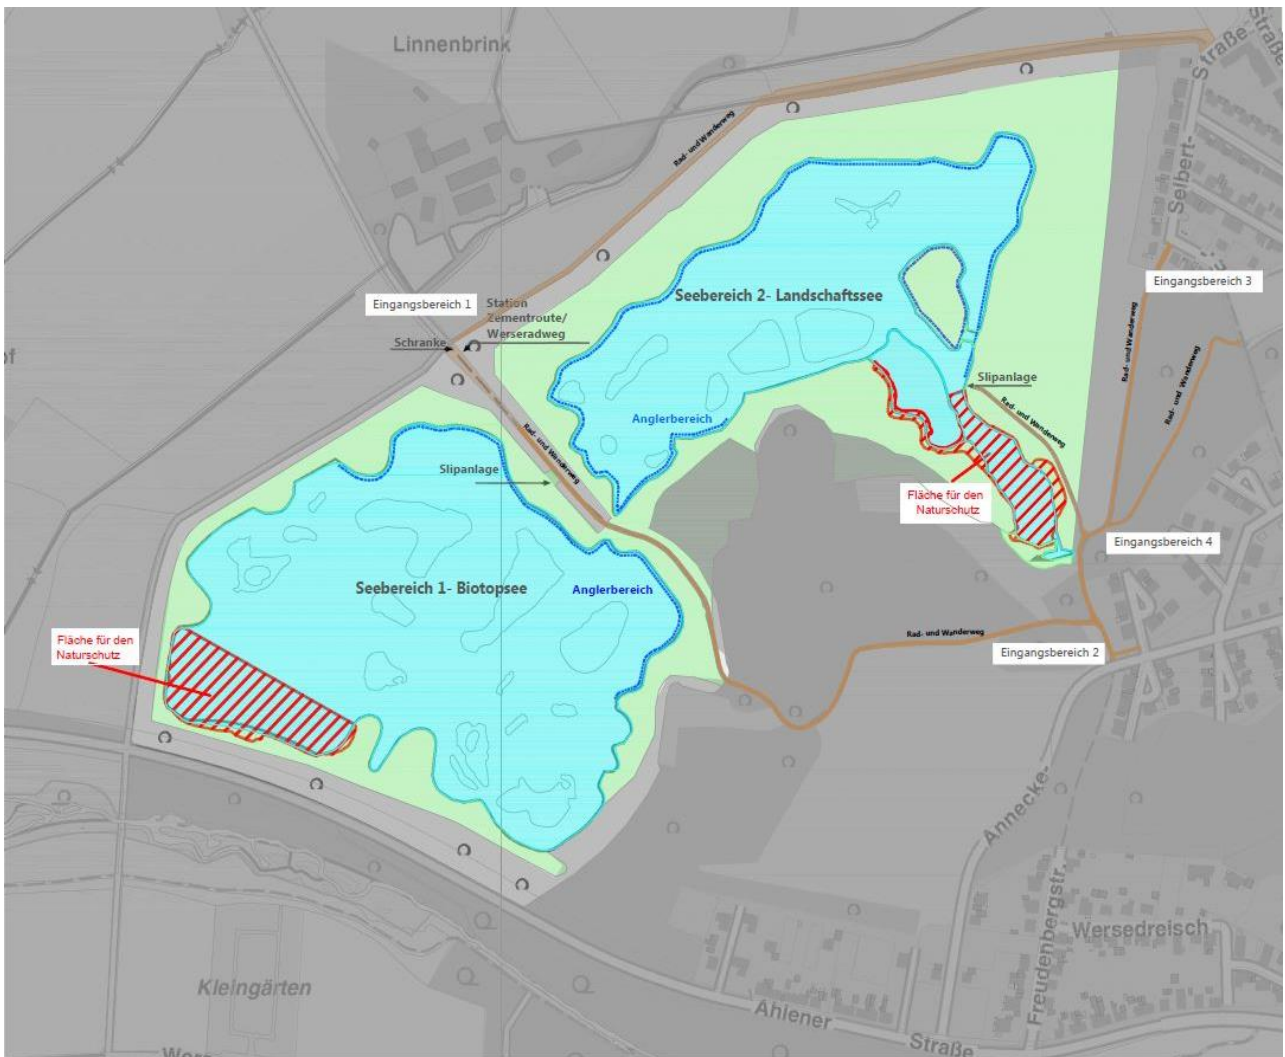 Linnenbrink
Straße
Straße
Rad- und Wanderweg
Selbert-
Eingangsbereich 3
Eingangsbereich 1
Station
Zementroute/
Werseradweg
Schranke
Seebereich 2- Landschaftssee
Rad- und Wanderweg
Rad- und Wanderweg
Slipanlage
Rad- und Wanderweg
Anglerbereich
Rad- und Wanderweg
Slipanlage
Fläche für den
Naturschutz
Eingangsbereich 4
Seebereich 1- Biotopsee
Anglerbereich
Rad- und Wanderweg
Fläche für den
Naturschutz
Eingangsbereich 2
Annecke-
Freudenbergstr.
Wersedreisch
Kleingärten
Ahlener
Straße